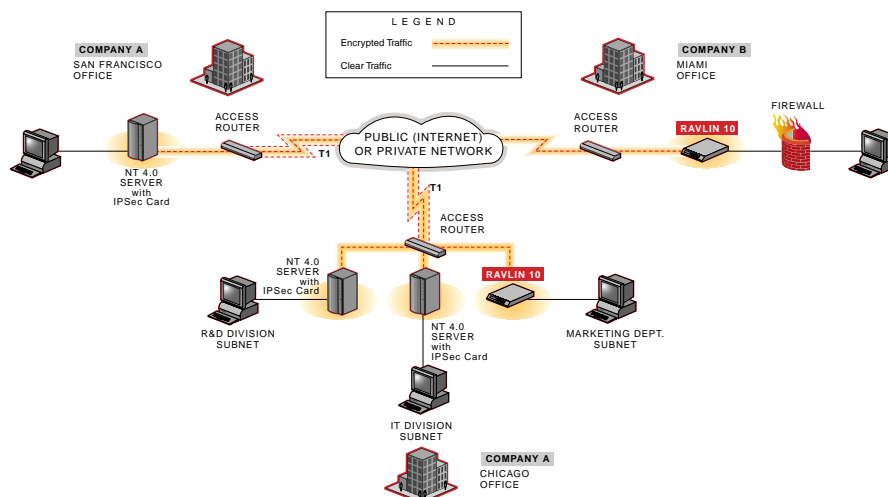 LEGEND
Encrypted Traffic
Clear Traffic
COMPANY A
SAN FRANCISCO
OFFICE
COMPANY B
MIAMI
OFFICE
ACCESS
ROUTER
PUBLIC (INTERNET)
OR PRIVATE NETWORK
T1
ACCESS
ROUTER
RAVLIN 10
FIREWALL
NT 4.0
SERVER
with
IPSec Card
T1
ACCESS
ROUTER
NT 4.0
SERVER
with
IPSec Card
RAVLIN 10
R&D DIVISION
SUBNET
NT 4.0
SERVER
with
IPSec Card
MARKETING DEPT.
SUBNET
IT DIVISION
SUBNET
COMPANY A
CHICAGO
OFFICE